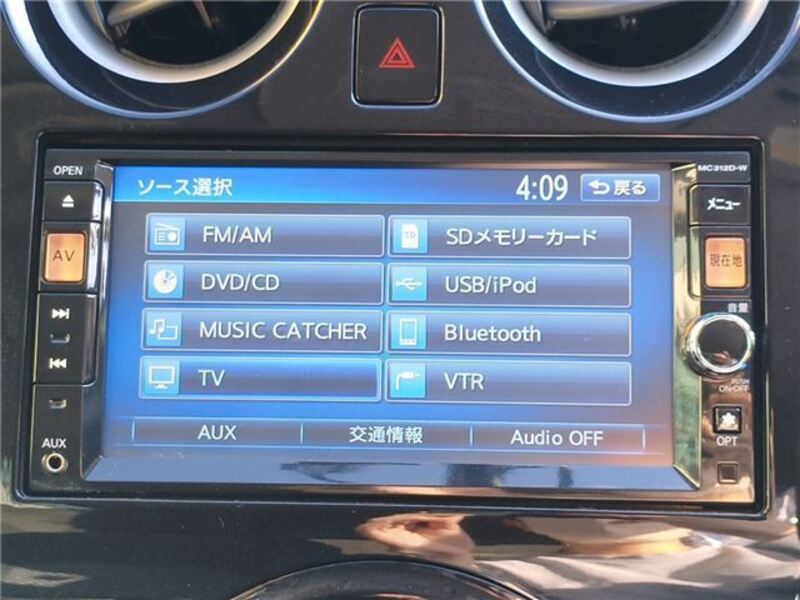 OPEN
MC312D-W
ソース選択
4:09
戻る
メニュー
AV
現在地
FM/AM
SDメモリーカード
SD
DVD/CD
USB/iPod
MUSIC CATCHER
Bluetooth
TV
VTR
AUX
交通情報
Audio OFF
音量
PUSH
ON-OFF
OPT
AUX